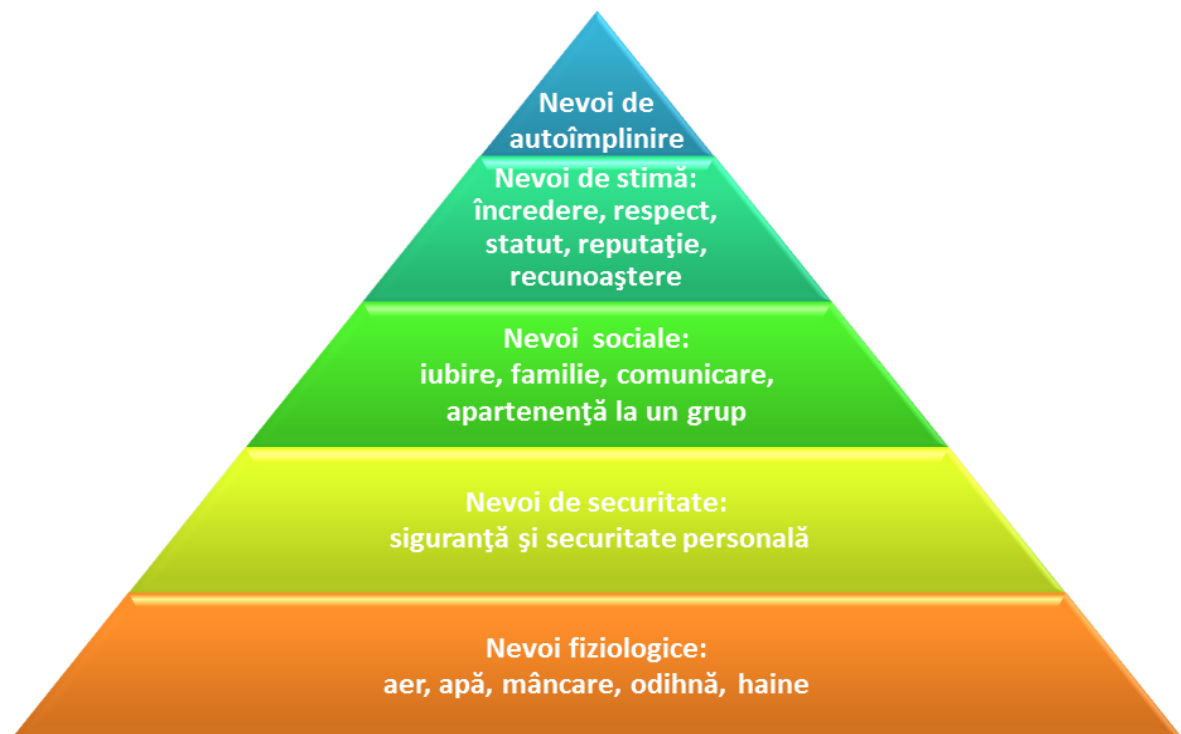 Nevoi de
autoîmplinire
Nevoi de stimă:
încredere, respect,
statut, reputaţie,
recunoaştere
Nevoi sociale:
iubire, familie, comunicare,
apartenenţă la un grup
Nevoi de securitate:
siguranţă şi securitate personală
Nevoi fiziologice:
aer, apă, mâncare, odihnă, haine